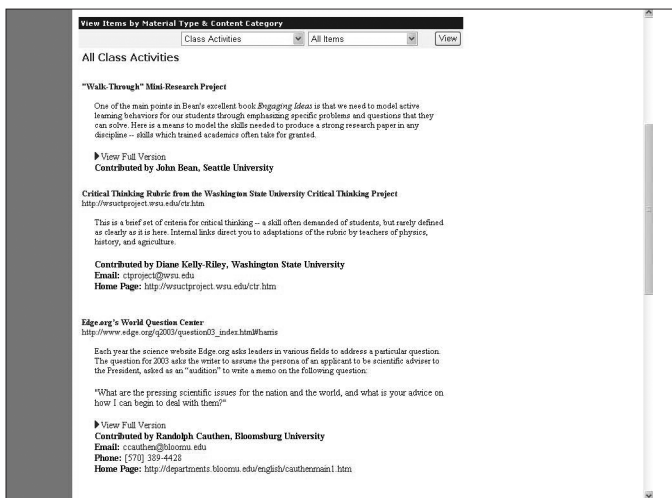 View Items by Material Type & Content Category
Class Activities All Items View
All Class Activities
"Walk-Through" Mini-Research Project
One of the main points in Bean's excellent book Engaging Ideas is that we need to model active
learning behaviors for our students through emphasizing specific problems and questions that they
can solve. Here is a means to model the skills needed to produce a strong research paper in any
discipline -- skills which trained academics often take for granted.
View Full Version
Contributed by John Bean, Seattle University
Critical Thinking Rubric from the Washington State University Critical Thinking Project
http://wsuctproject.wsu.edu/ctr.htm
This is a brief set of criteria for critical thinking -- a skill often demanded of students, but rarely defined
as clearly as it is here. Internal links direct you to adaptations of the rubric by teachers of physics,
history, and agriculture.
Contributed by Diane Kelly-Riley, Washington State University
Email: ctproject@wsu.edu
Home Page: http://wsuctproject.wsu.edu/ctr.htm
Edge.org's World Question Center
http://www.edge.org/q2003/question03_index.html#harris
Each year the science website Edge.org asks leaders in various fields to address a particular question.
The question for 2003 asks the writer to assume the persona of an applicant to be scientific adviser to
the President, asked as an "audition" to write a memo on the following question:
"What are the pressing scientific issues for the nation and the world, and what is your advice on
how I can begin to deal with them?"
View Full Version
Contributed by Randolph Cauthen, Bloomsburg University
Email: ccauthen@bloomu.edu
Phone: [570] 389-4428
Home Page: http://departments.bloomu.edu/english/cauthenmain1.htm